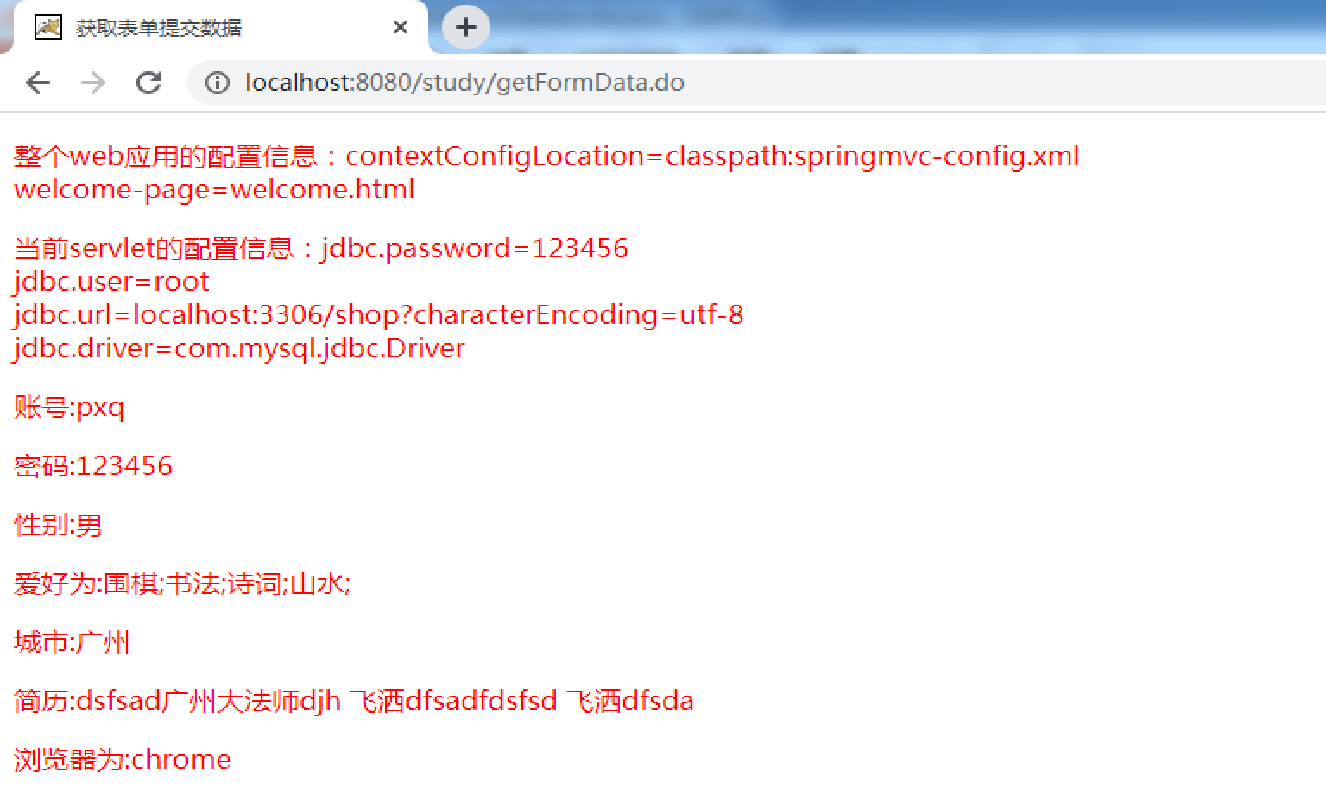 获取表单提交数据
localhost:8080/study/getFormData.do
整个web应用的配置信息：contextConfigLocation=classpath:springmvc-config.xml
welcome-page=welcome.html
当前servlet的配置信息：jdbc.password=123456
jdbc.user=root
jdbc.url=localhost:3306/shop?characterEncoding=utf-8
jdbc.driver=com.mysql.jdbc.Driver
账号:pxq
密码:123456
性别:男
爱好为:围棋;书法;诗词;山水;
城市:广州
简历:dsfsad广州大法师djh 飞洒dfsadfdsfsd 飞洒dfsda
浏览器为:chrome